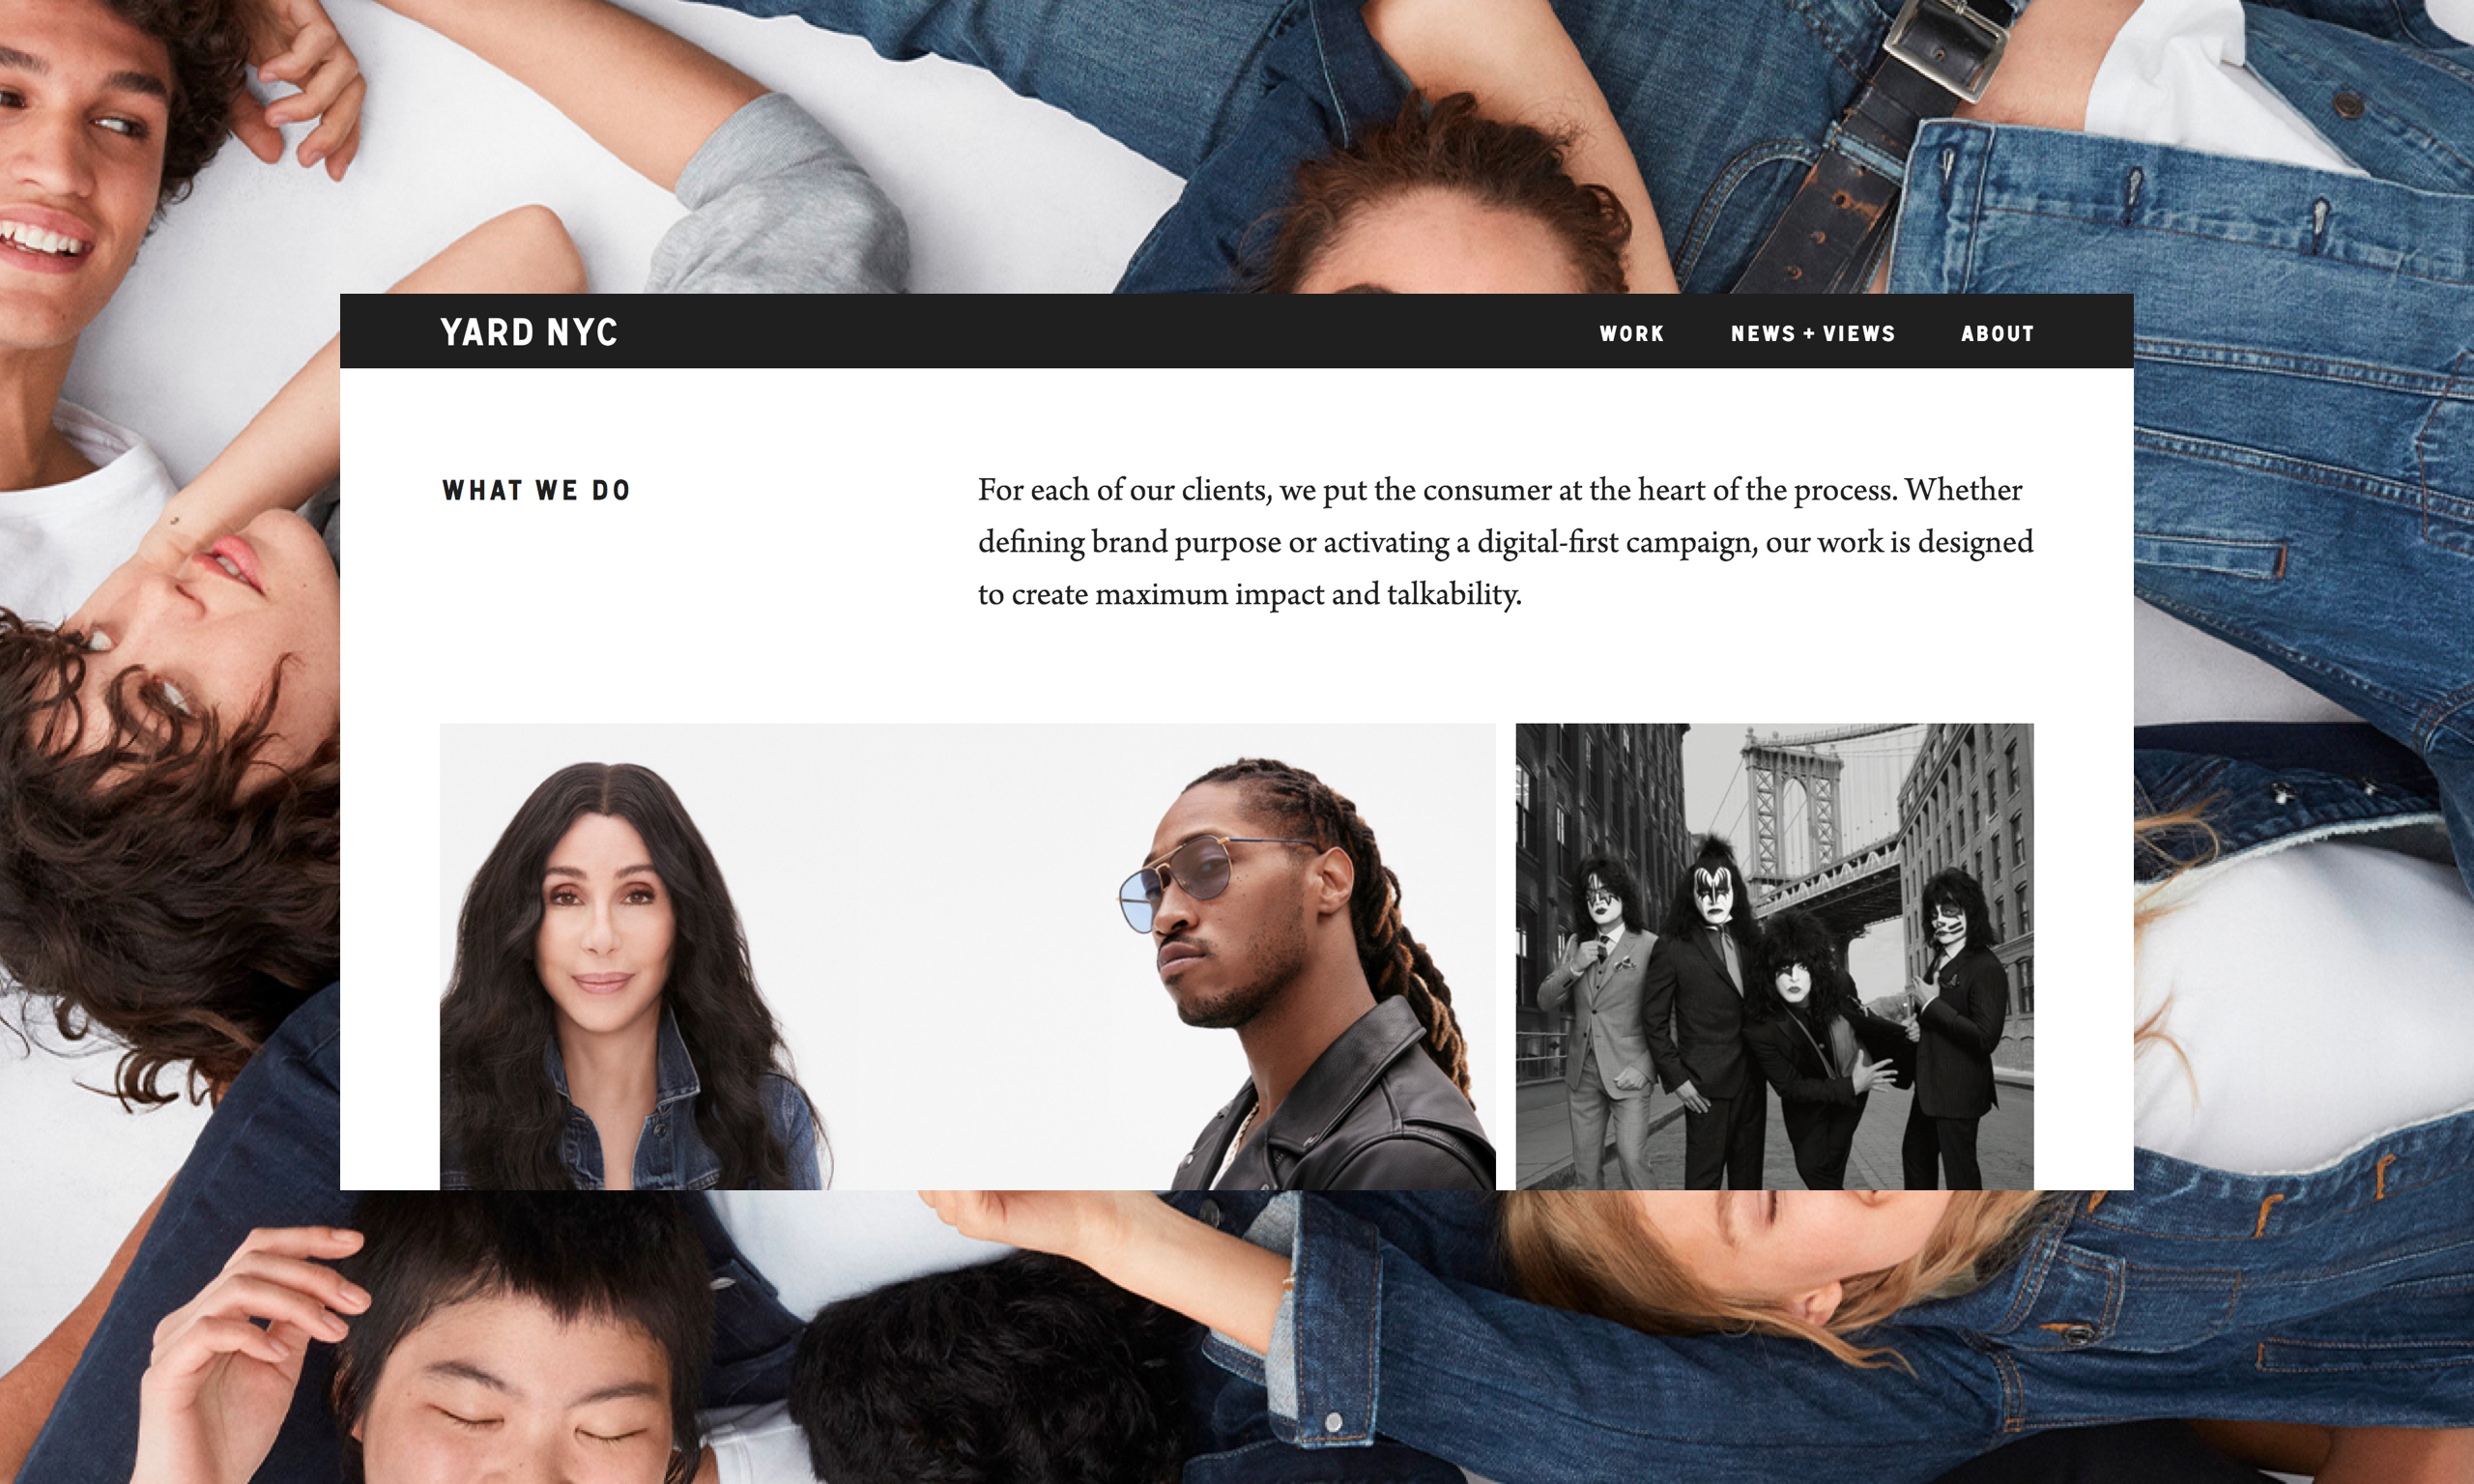 YARD NYC
WORK NEWS + VIEWS ABOUT
WHAT WE DO
For each of our clients, we put the consumer at the heart of the process. Whether
defining brand purpose or activating a digital-first campaign, our work is designed
to create maximum impact and talkability.